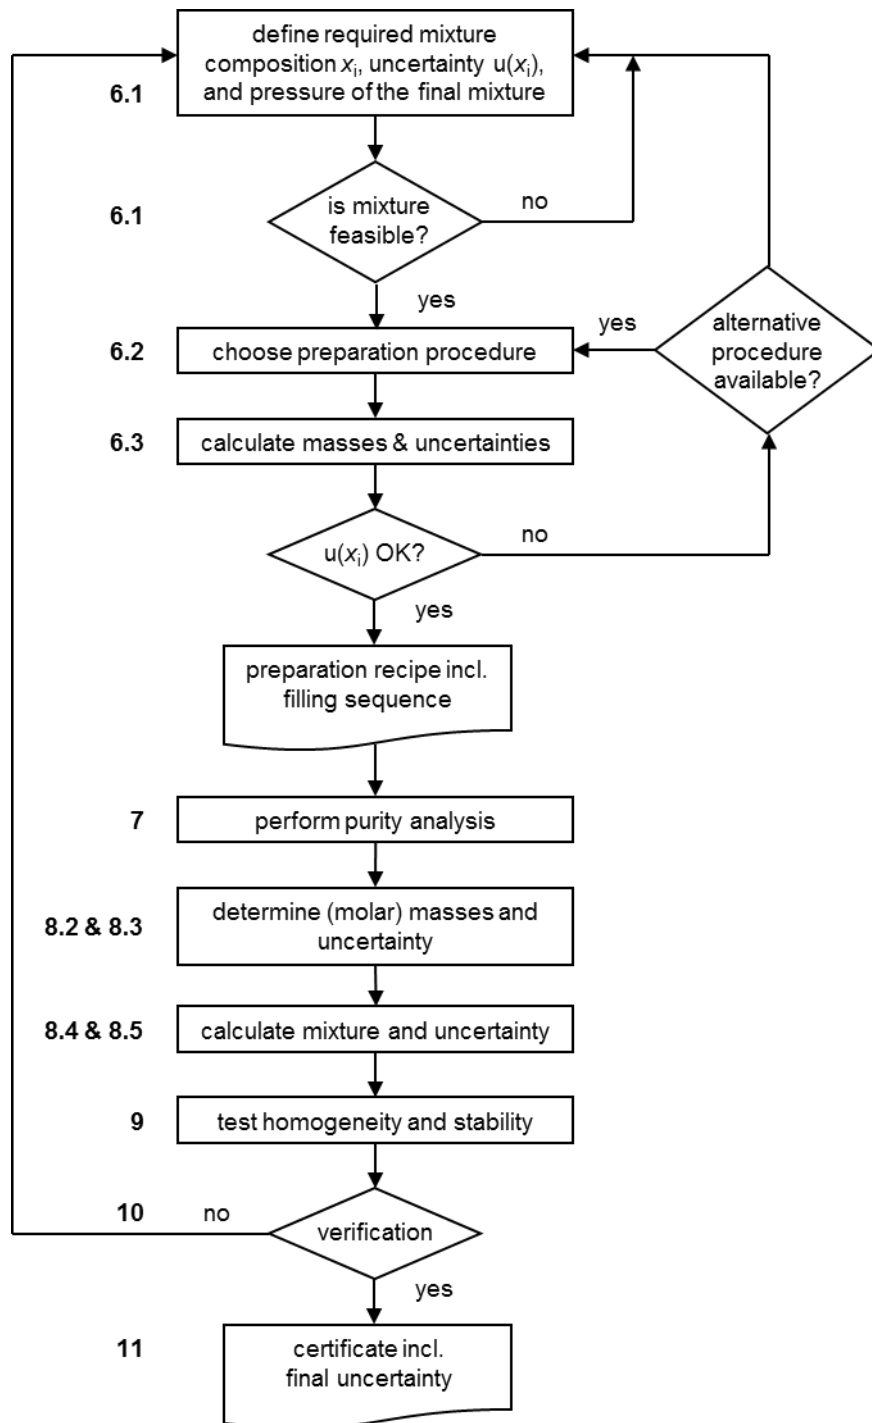 define required mixture
composition xi, uncertainty u(xi),
and pressure of the final mixture
6.1
6.1
is mixture
feasible?
no
yes
6.2
choose preparation procedure
yes
alternative
procedure
available?
6.3
calculate masses & uncertainties
u(xi) OK?
no
yes
preparation recipe incl.
filling sequence
7
perform purity analysis
8.2 & 8.3
determine (molar) masses and
uncertainty
8.4 & 8.5
calculate mixture and uncertainty
9
test homogeneity and stability
10
no
verification
yes
11
certificate incl.
final uncertainty